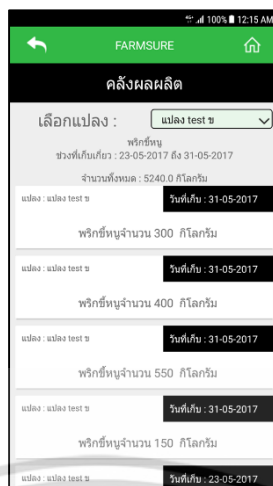 100% 12:15 AM
FARMSURE
คลังผลผลิต
เลือกแปลง : แปลง test ข
พริกขี้หนู
ช่วงที่เก็บเกี่ยว : 23-05-2017 ถึง 31-05-2017
จำนวนทั้งหมด : 5240.0 กิโลกรัม
แปลง : แปลง test ข วันที่เก็บ : 31-05-2017
พริกขี้หนูจำนวน 300 กิโลกรัม
แปลง : แปลง test ข วันที่เก็บ : 31-05-2017
พริกขี้หนูจำนวน 400 กิโลกรัม
แปลง : แปลง test ข วันที่เก็บ : 31-05-2017
พริกขี้หนูจำนวน 550 กิโลกรัม
แปลง : แปลง test ข วันที่เก็บ : 31-05-2017
พริกขี้หนูจำนวน 150 กิโลกรัม
แปลง : แปลง test ข วันที่เก็บ : 23-05-2017